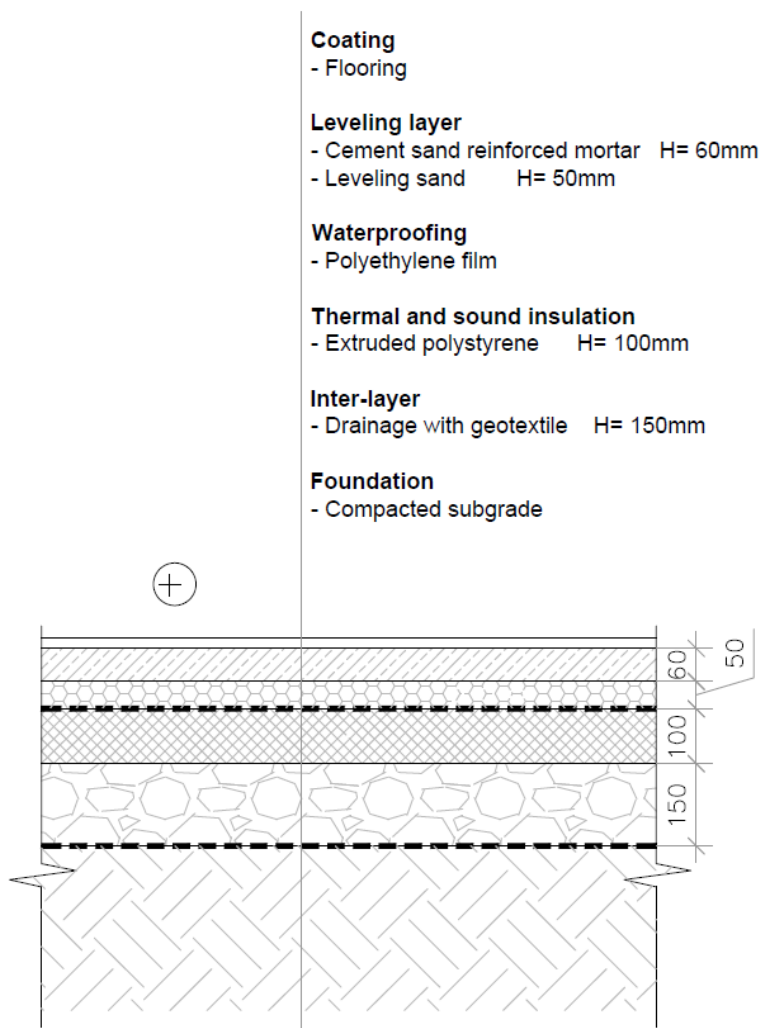 Coating
- Flooring
Leveling layer
- Cement sand reinforced mortar H= 60mm
- Leveling sand H= 50mm
Waterproofing
- Polyethylene film
Thermal and sound insulation
- Extruded polystyrene H= 100mm
Inter-layer
- Drainage with geotextile H= 150mm
Foundation
- Compacted subgrade
60
50
100
150